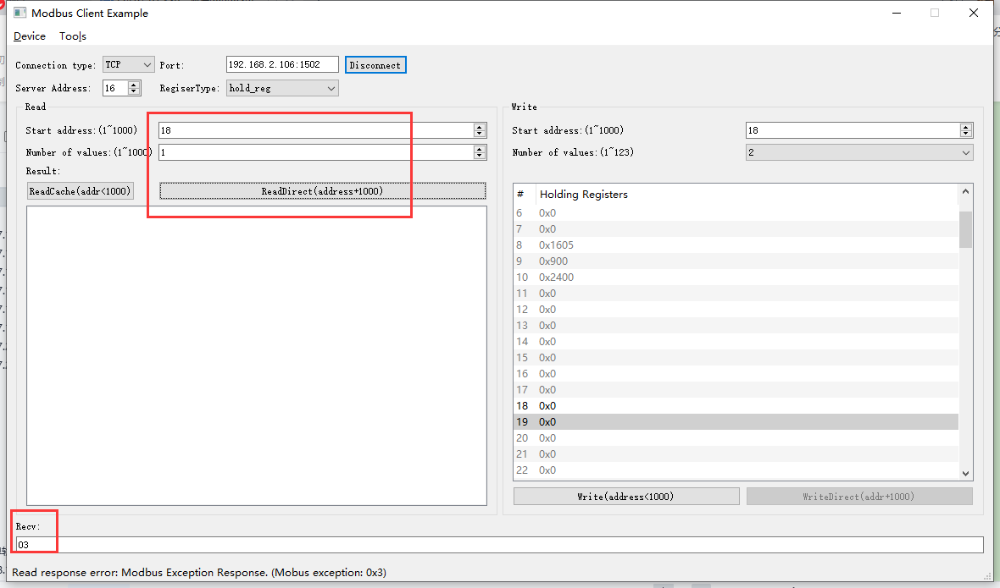 Modbus Client Example
Device Tools
Connection type: TCP Port: 192.168.2.106:1502 Disconnect
Server Address: 16 RegiserType: hold_reg
Read
Start address:(1~1000) 18
Number of values:(1~1000) 1
Result:
ReadCache(addr<1000) ReadDirect(address+1000)
Write
Start address:(1~1000) 18
Number of values:(1~123) 2
# Holding Registers
6 0x0
7 0x0
8 0x1605
9 0x900
10 0x2400
11 0x0
12 0x0
13 0x0
14 0x0
15 0x0
16 0x0
17 0x0
18 0x0
19 0x0
20 0x0
21 0x0
22 0x0
Write(address<1000) WriteDirect(addr+1000)
Recv:
03
Read response error: Modbus Exception Response. (Mobus exception: 0x3)